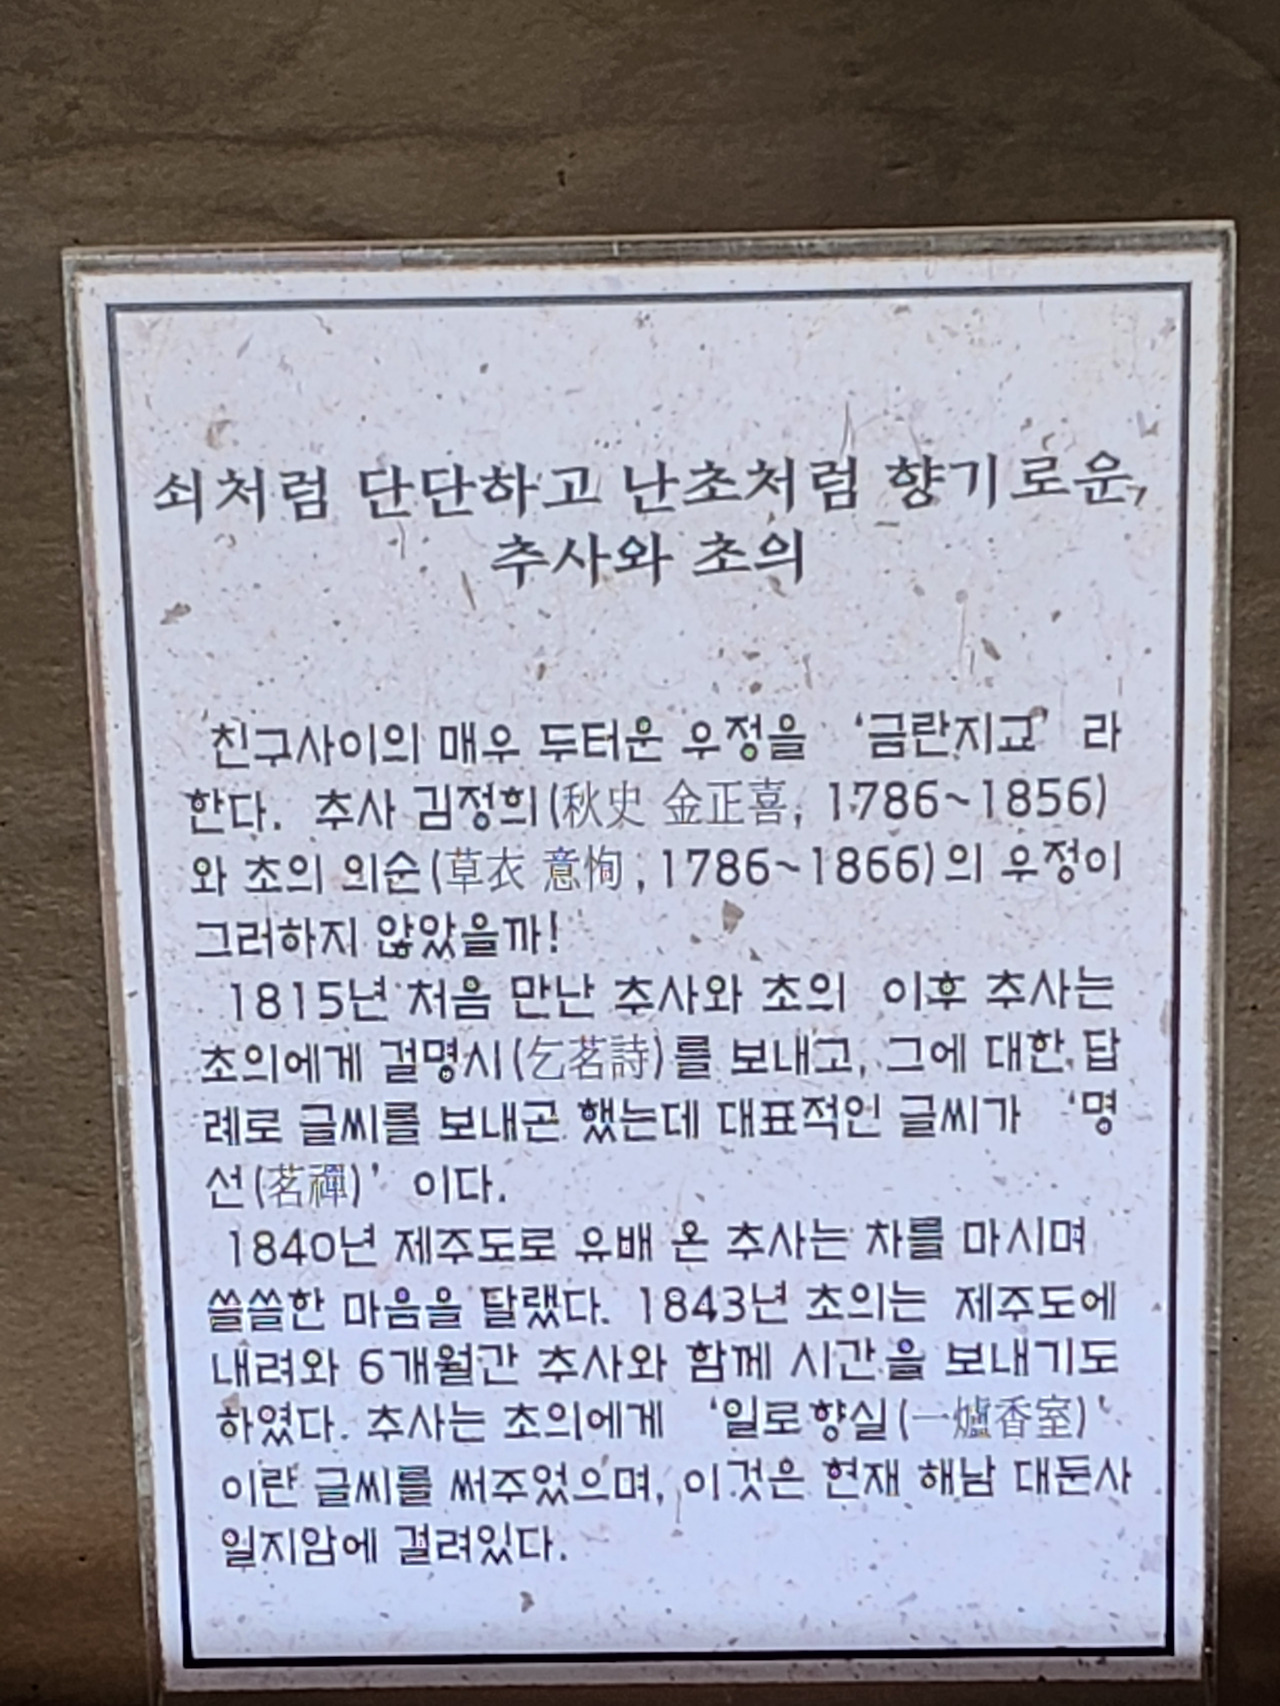 쇠처럼 단단하고 난초처럼 향기로운,
추사와 초의
친구사이의 매우 두터운 우정을 ‘금란지교’ 라
한다. 추사 김정희(秋史 金正喜, 1786~1856)
와 초의 의순(草衣 意恂, 1786~1866)의 우정이
그러하지 않았을까!
1815년 처음 만난 추사와 초의 이후 추사는
초의에게 걸명시(乞茗詩)를 보내고, 그에 대한 답
례로 글씨를 보내곤 했는데 대표적인 글씨가 ‘명
선(茗禪)’ 이다.
1840년 제주도로 유배 온 추사는 차를 마시며
쓸쓸한 마음을 달랬다. 1843년 초의는 제주도에
내려와 6개월간 추사와 함께 시간을 보내기도
하였다. 추사는 초의에게 ‘일로향실(一爐香室)’
이란 글씨를 써주었으며, 이것은 현재 해남 대둔사
일지암에 걸려있다.